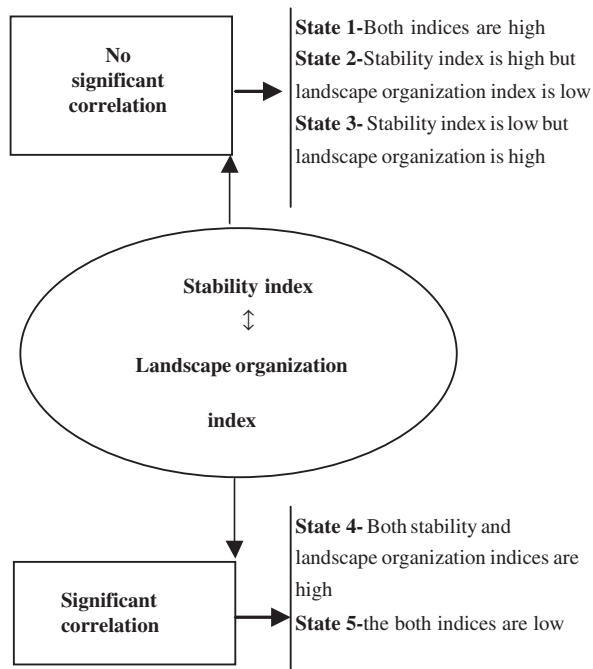 No
significant
correlation
State 1-Both indices are high
State 2-Stability index is high but
landscape organization index is low
State 3- Stability index is low but
landscape organization is high
Stability index
↕
Landscape organization
index
Significant
correlation
State 4- Both stability and
landscape organization indices are
high
State 5-the both indices are low